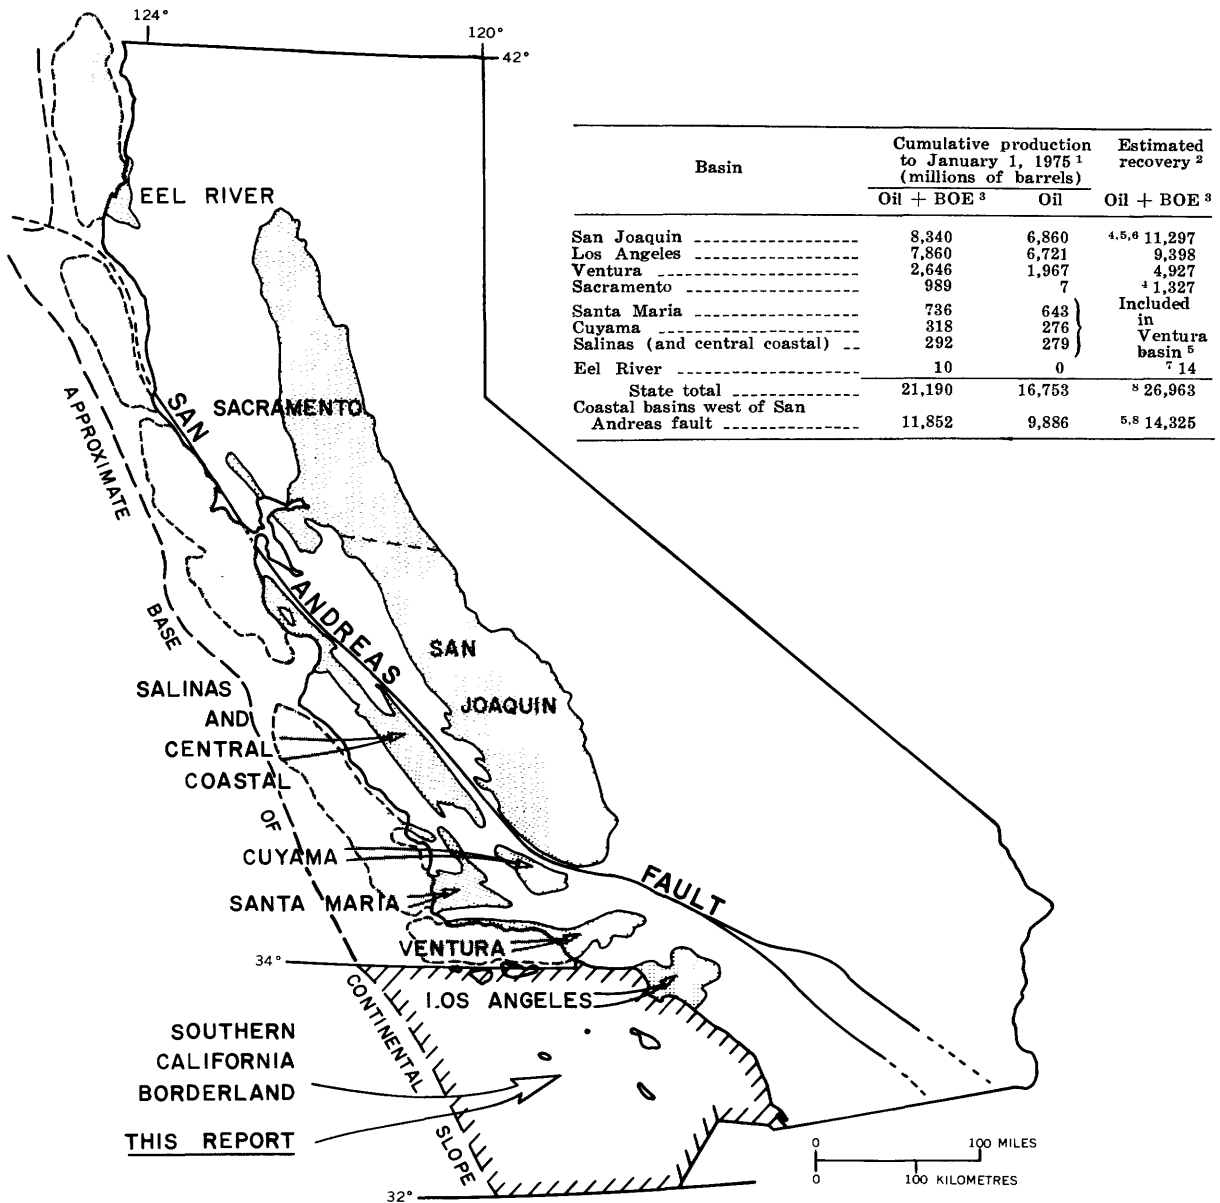 124°
120°
42°
Basin
Cumulative production
to January 1, 1975 ¹
(millions of barrels)
Estimated
recovery ²
Oil + BOE ³ Oil Oil + BOE ³
San Joaquin 8,340 6,860 ⁴,⁵,⁶ 11,297
Los Angeles 7,860 6,721 9,398
Ventura 2,646 1,967 4,927
Sacramento 989 7 ⁴ 1,327
Santa Maria 736 643
Cuyama 318 276
Salinas (and central coastal) 292 279
Included
in
Ventura
basin ⁵
Eel River 10 0 ⁷ 14
State total 21,190 16,753 ⁸ 26,963
Coastal basins west of San
Andreas fault 11,852 9,886 ⁵,⁸ 14,325
EEL RIVER
SACRAMENTO
SAN ANDREAS FAULT
SAN
JOAQUIN
APPROXIMATE BASE OF CONTINENTAL SLOPE
SALINAS
AND
CENTRAL
COASTAL
CUYAMA
SANTA MARIA
VENTURA
34°
LOS ANGELES
SOUTHERN
CALIFORNIA
BORDERLAND
THIS REPORT
32°
0 100 MILES
0 100 KILOMETRES